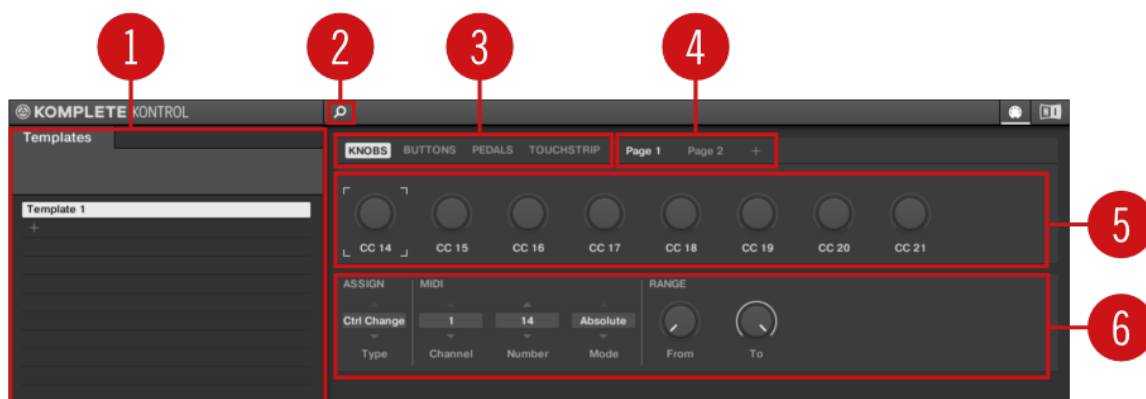 1
2
3
4
KOMPLETE KONTROL
Templates
KNOBS BUTTONS PEDALS TOUCHSTRIP Page 1 Page 2 +
Template 1
+
CC 14 CC 15 CC 16 CC 17 CC 18 CC 19 CC 20 CC 21
5
ASSIGN MIDI RANGE
Ctrl Change 1 14 Absolute
Type Channel Number Mode From To
6